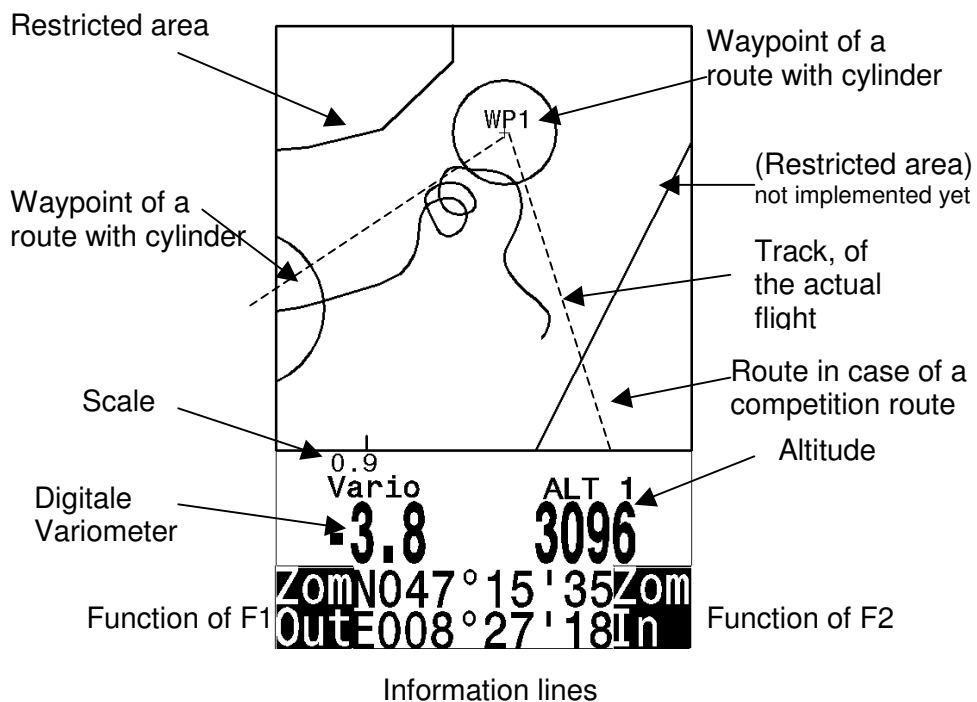 Restricted area
Waypoint of a
route with cylinder
WP1
(Restricted area)
not implemented yet
Waypoint of a
route with cylinder
Track, of
the actual
flight
Route in case of a
competition route
Scale
Altitude
0.9
Vario
ALT 1
Digitale
Variometer
-3.8
3096
Zom NO47°15'35 Zom
Out E008°27'18 In
Function of F1
Function of F2
Information lines